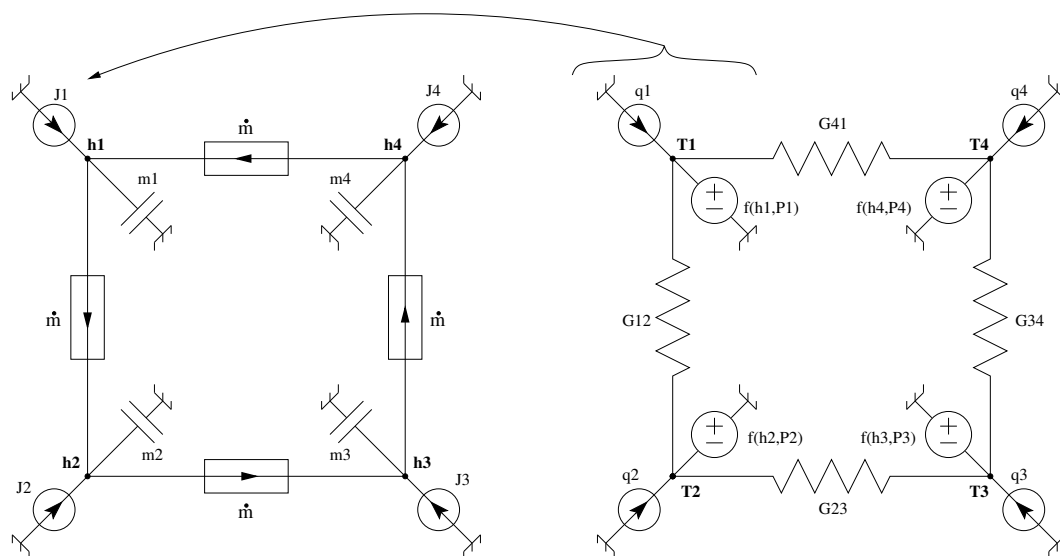 J1
J4
q1
q4
ṁ
G41
h1
h4
T1
T4
m1
m4
f(h1,P1)
f(h4,P4)
ṁ
ṁ
G12
G34
m2
m3
f(h2,P2)
f(h3,P3)
h2
h3
J2
J3
T2
T3
q2
q3
ṁ
G23